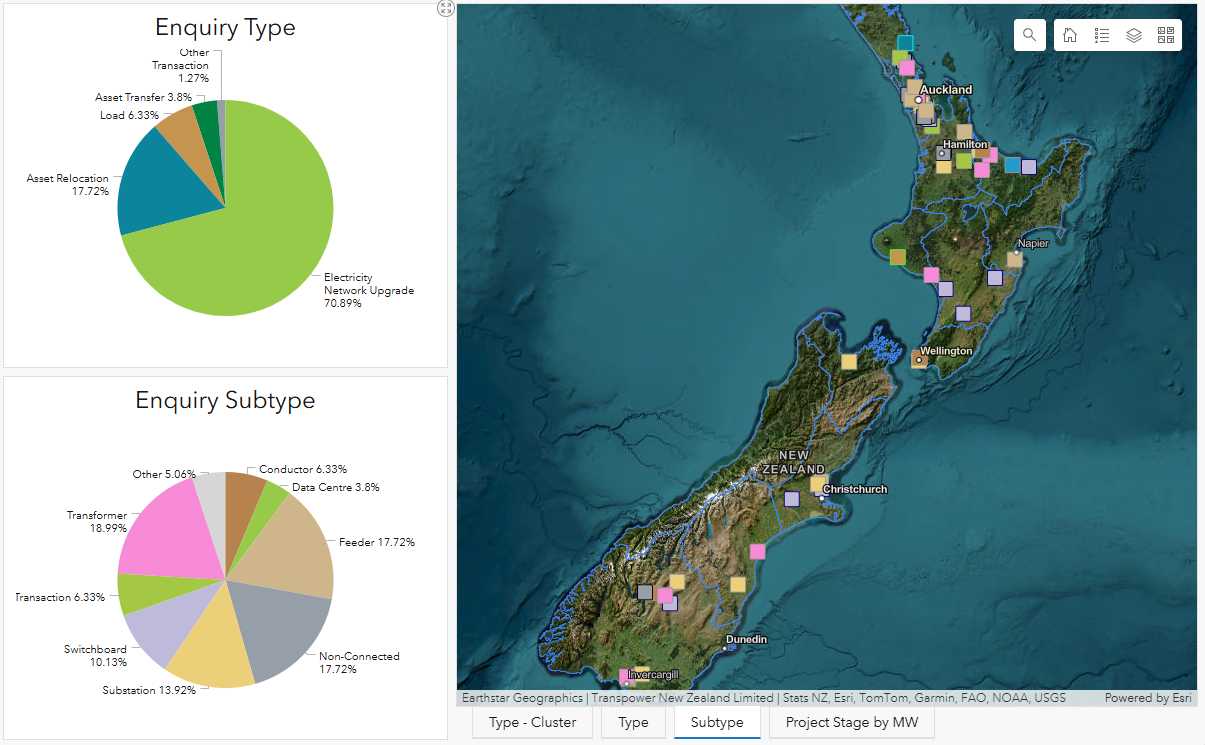 Enquiry Type
Other
Transaction
1.27%
Asset Transfer 3.8%
Load 6.33%
Asset Relocation
17.72%
Electricity
Network Upgrade
70.89%
Enquiry Subtype
Other 5.06%
Conductor 6.33%
Data Centre 3.8%
Transformer
18.99%
Feeder 17.72%
Transaction 6.33%
Switchboard
10.13%
Non-Connected
17.72%
Substation 13.92%
Auckland
Hamilton
Napier
Wellington
NEW
ZEALAND
Christchurch
Dunedin
Invercargill
Earthstar Geographics | Transpower New Zealand Limited | Stats NZ, Esri, TomTom, Garmin, FAO, NOAA, USGS
Powered by Esri
Type - Cluster
Type
Subtype
Project Stage by MW